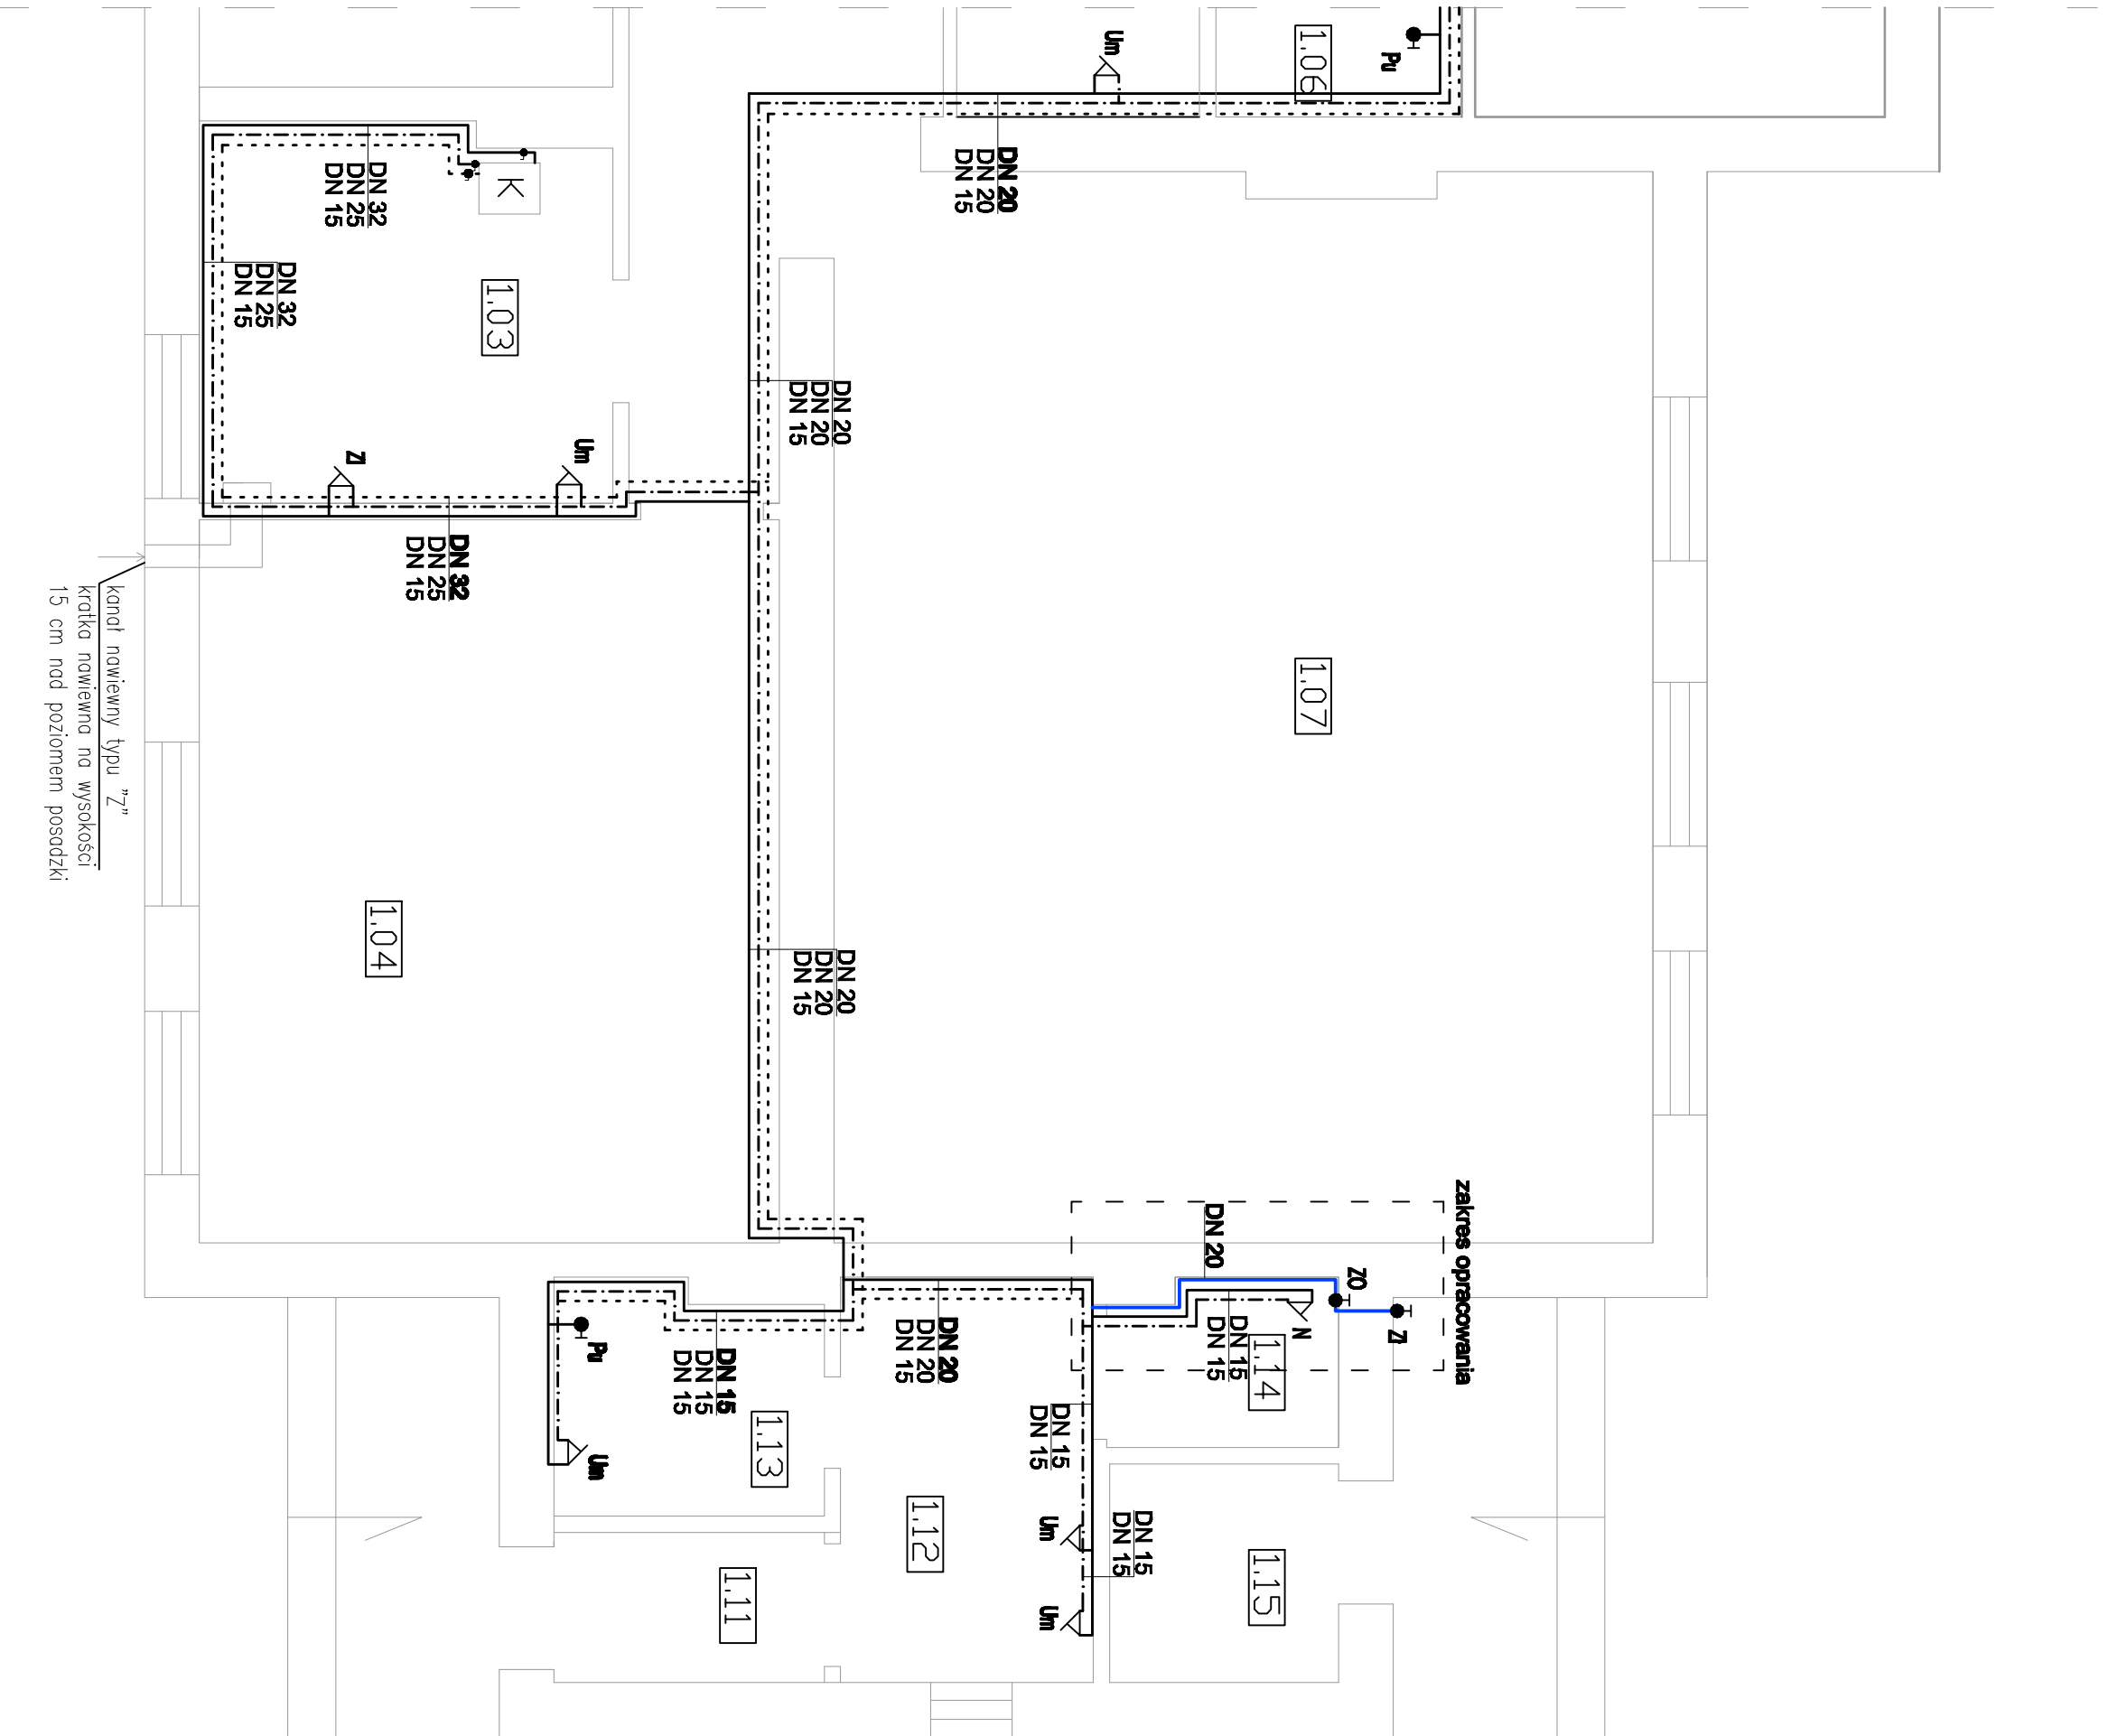 1.06
Pu
Um
DN 20
DN 20
DN 15
K
DN 32
DN 25
DN 15
DN 32
DN 25
DN 15
1.03
DN 20
DN 20
DN 15
Um
Zl
DN 32
DN 25
DN 15
kanał nawiewny typu "Z"
kratka nawiewna na wysokości
15 cm nad poziomem posadzki
1.07
1.04
DN 20
DN 20
DN 15
zakres opracowania
DN 20
ZO
Zl
N
DN 15
DN 15
1.14
DN 20
DN 20
DN 15
Pu
DN 15
DN 15
DN 15
1.13
Um
DN 15
DN 15
1.12
Um
DN 15
DN 15
1.15
1.11
Um